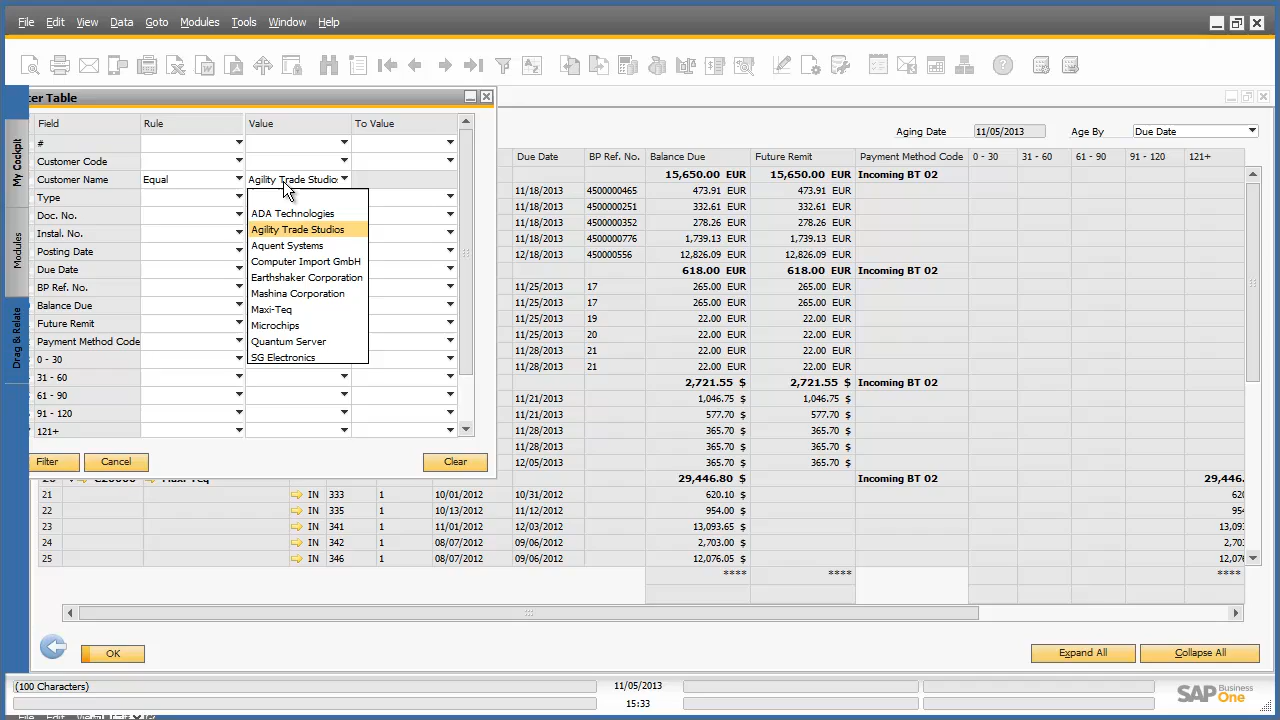 File Edit View Data Goto Modules Tools Window Help
ter Table
Aging Date 11/05/2013 Age By Due Date
Field Rule Value To Value
Due Date BP Ref. No. Balance Due Future Remit Payment Method Code 0 - 30 31 - 60 61 - 90 91 - 120 121+
#
Customer Code
Customer Name Equal Agility Trade Studios
Type
Doc. No.
Instal. No.
Posting Date
Due Date
BP Ref. No.
Balance Due
Future Remit
Payment Method Code
0 - 30
31 - 60
61 - 90
91 - 120
121+
ADA Technologies
Agility Trade Studios
Aquent Systems
Computer Import GmbH
Earthshaker Corporation
Mashina Corporation
Maxi-Teq
Microchips
Quantum Server
SG Electronics
Filter Cancel Clear
15,650.00 EUR 15,650.00 EUR Incoming BT 02
11/18/2013 4500000465 473.91 EUR 473.91 EUR
11/18/2013 4500000251 332.61 EUR 332.61 EUR
11/18/2013 4500000352 278.26 EUR 278.26 EUR
11/18/2013 4500000776 1,739.13 EUR 1,739.13 EUR
12/18/2013 450000556 12,826.09 EUR 12,826.09 EUR
618.00 EUR 618.00 EUR Incoming BT 02
11/25/2013 17 265.00 EUR 265.00 EUR
11/25/2013 17 265.00 EUR 265.00 EUR
11/25/2013 19 22.00 EUR 22.00 EUR
11/25/2013 20 22.00 EUR 22.00 EUR
11/28/2013 21 22.00 EUR 22.00 EUR
11/28/2013 21 22.00 EUR 22.00 EUR
2,721.55 $ 2,721.55 $ Incoming BT 02
11/21/2013 1,046.75 $ 1,046.75 $
11/21/2013 577.70 $ 577.70 $
11/28/2013 365.70 $ 365.70 $
11/28/2013 365.70 $ 365.70 $
12/05/2013 365.70 $ 365.70 $
29,446.80 $ Incoming BT 02 29,446.
21 IN 333 1 10/01/2012 10/31/2012 620.10 $ 620
22 IN 335 1 10/13/2012 11/12/2012 954.00 $ 954
23 IN 341 1 11/01/2012 12/03/2012 13,093.65 $ 13,093
24 IN 342 1 08/07/2012 09/06/2012 2,703.00 $ 2,703
25 IN 346 1 08/07/2012 09/06/2012 12,076.05 $ 12,076
**** **** ****
OK Expand All Collapse All
My Cockpit
Modules
Drag & Relate
(100 Characters) 11/05/2013
15:33
SAP Business One